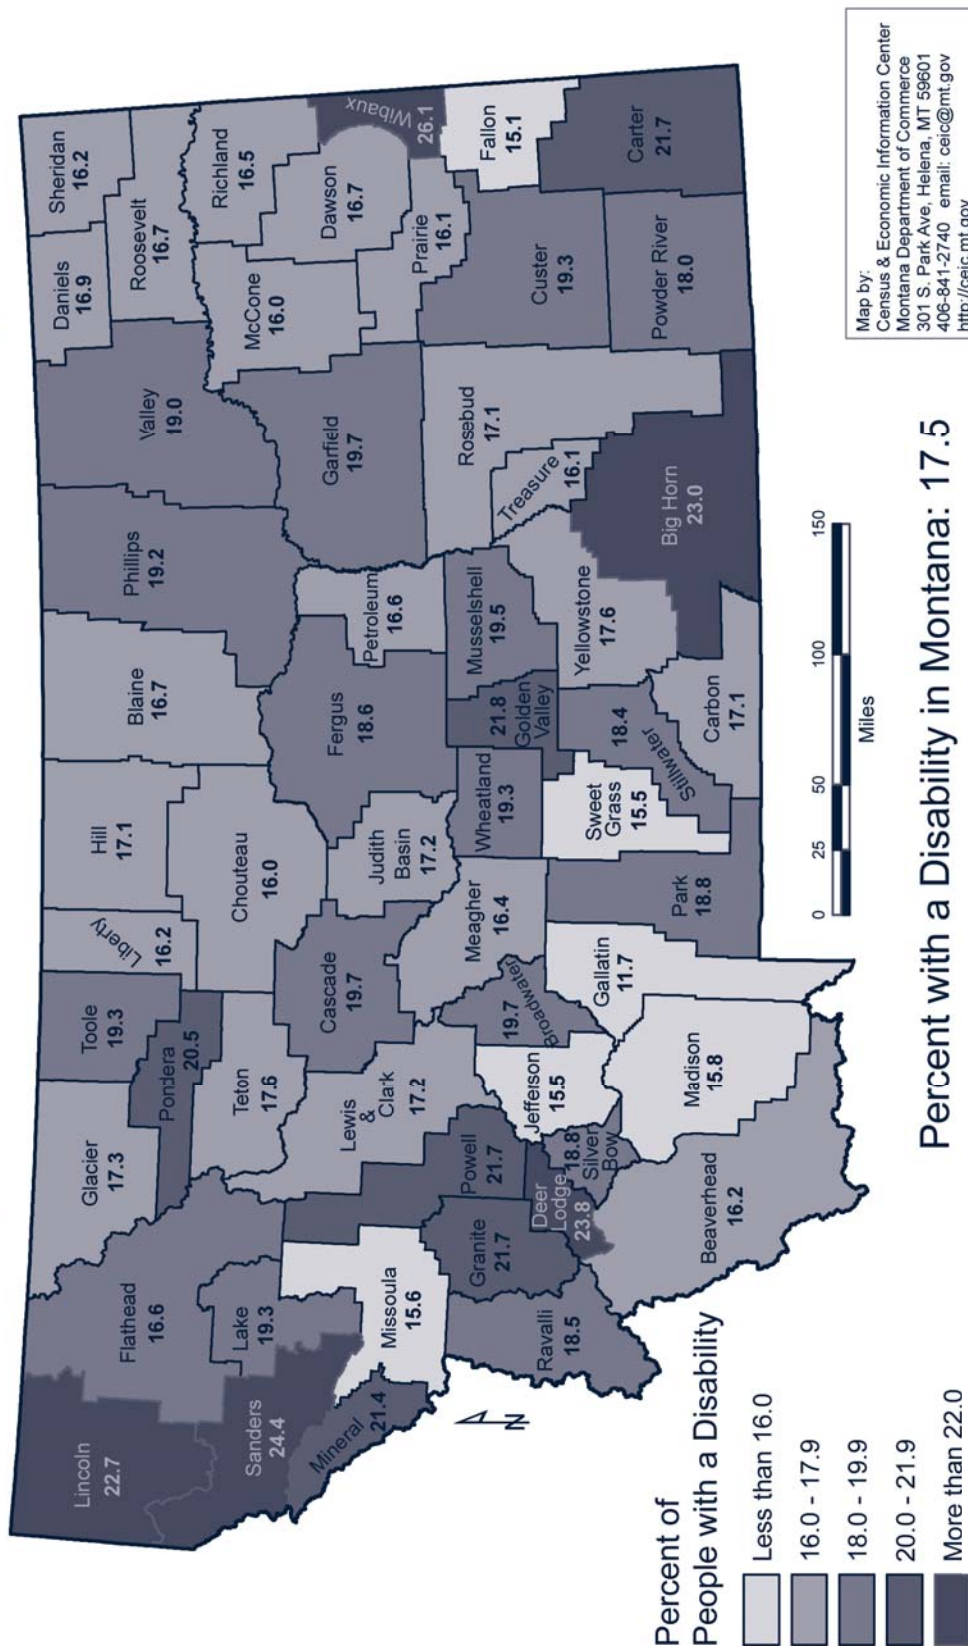 Lincoln
22.7
Flathead
16.6
Glacier
17.3
Toole
19.3
Liberty
16.2
Hill
17.1
Blaine
16.7
Phillips
19.2
Valley
19.0
Daniels
16.9
Sheridan
16.2
Roosevelt
16.7
Pondera
20.5
Sanders
24.4
Lake
19.3
Teton
17.6
Chouteau
16.0
Richland
16.5
McCone
16.0
Garfield
19.7
Dawson
16.7
Wibaux
26.1
Mineral
21.4
Missoula
15.6
Lewis
&
Clark
17.2
Cascade
19.7
Judith
Basin
17.2
Fergus
18.6
Petroleum
16.6
Prairie
16.1
Powell
21.7
Granite
21.7
Meagher
16.4
Wheatland
19.3
21.8
Golden
Valley
Musselshell
19.5
Rosebud
17.1
Treasure
16.1
Custer
19.3
Fallon
15.1
Ravalli
18.5
Deer
Lodge
23.8
18.8
Silver
Bow
Jefferson
15.5
19.7
Broadwater
Gallatin
11.7
Park
18.8
Sweet
Grass
15.5
18.4
Stillwater
Yellowstone
17.6
Big Horn
23.0
Powder River
18.0
Carter
21.7
Beaverhead
16.2
Madison
15.8
Carbon
17.1
N
0 25 50 100 150
Miles
Percent of
People with a Disability
Less than 16.0
16.0 - 17.9
18.0 - 19.9
20.0 - 21.9
More than 22.0
Percent with a Disability in Montana: 17.5
Map by:
Census & Economic Information Center
Montana Department of Commerce
301 S. Park Ave, Helena, MT 59601
406-841-2740 email: ceic@mt.gov
http://ceic.mt.gov